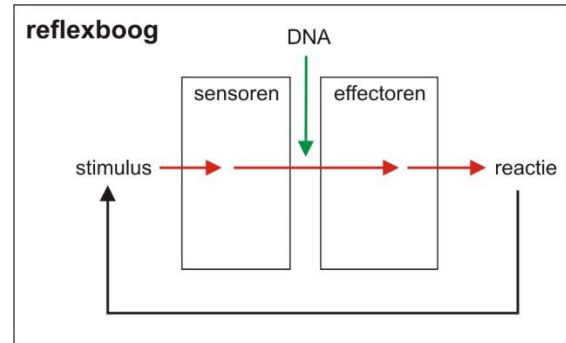 reflexboog
DNA
sensoren
effectoren
stimulus
reactie